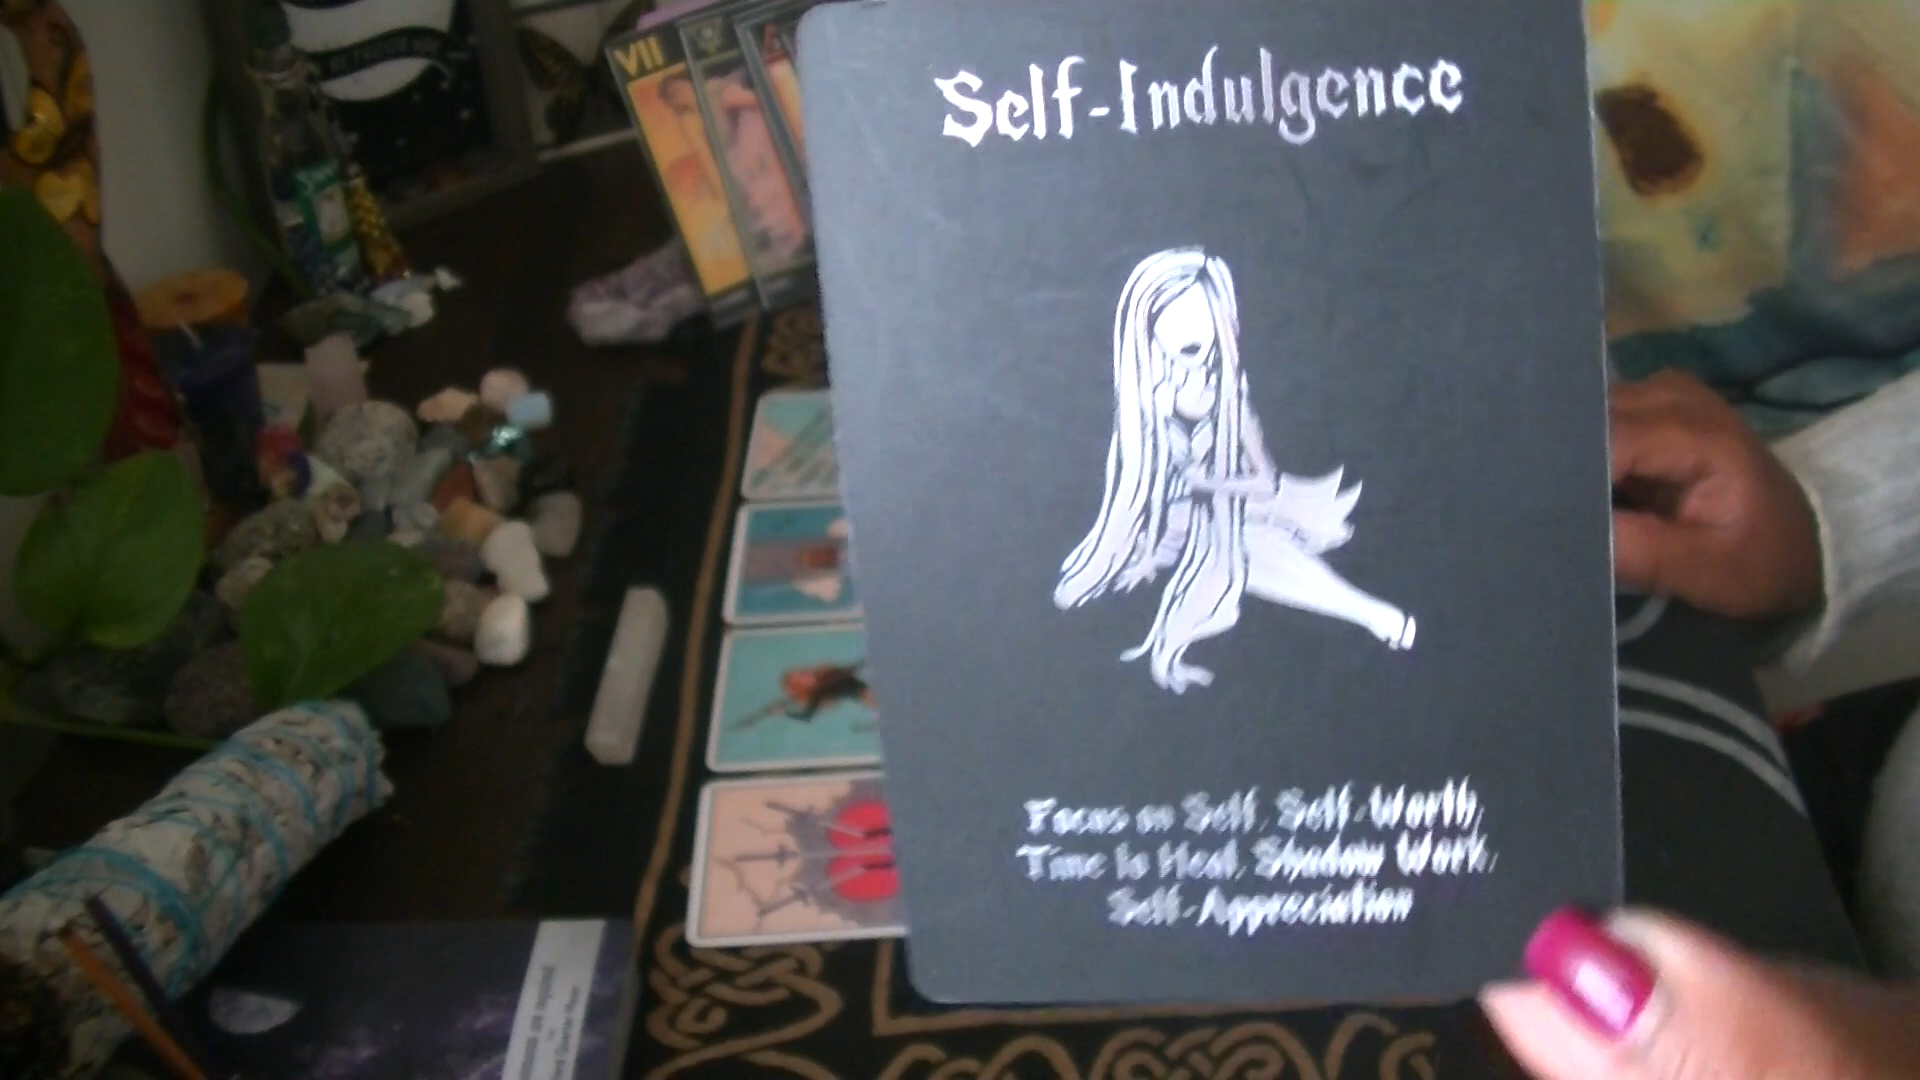 VII
Self-Indulgence
Focus on Self, Self-Worth,
Time to Heal, Shadow Work,
Self-Appreciation